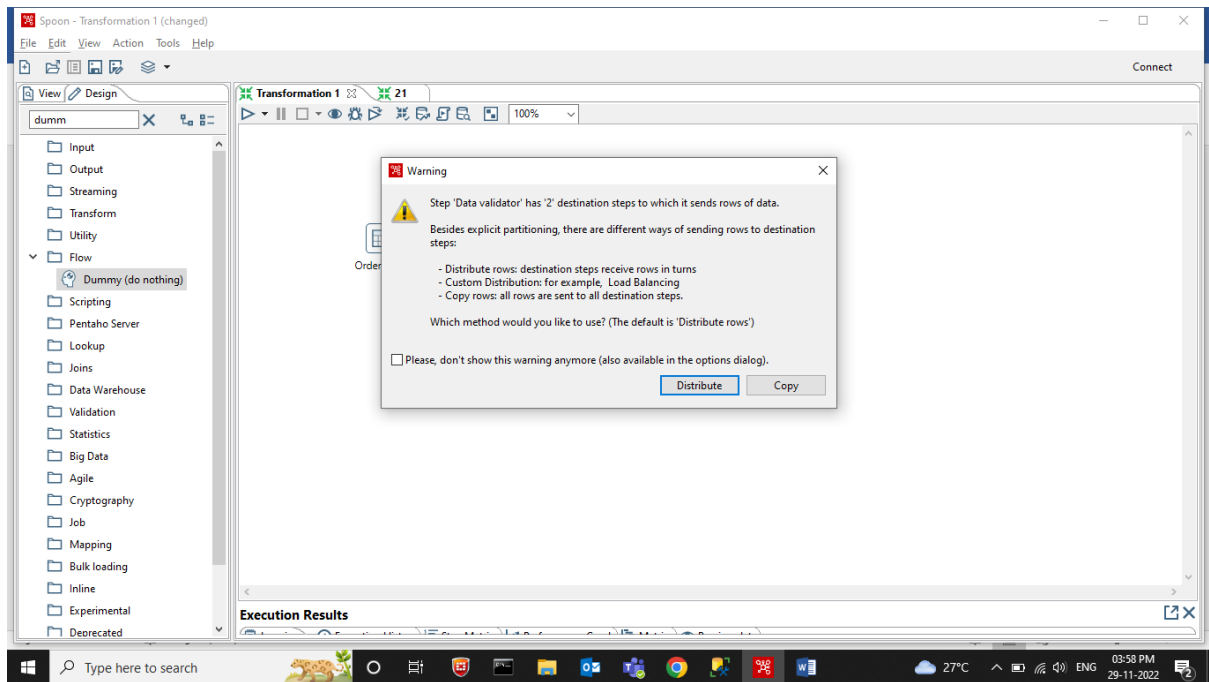 Spoon - Transformation 1 (changed)
File Edit View Action Tools Help
Connect
View Design
Transformation 1 21
dumm
100%
Input
Output
Streaming
Transform
Utility
Flow
Dummy (do nothing)
Scripting
Pentaho Server
Lookup
Joins
Data Warehouse
Validation
Statistics
Big Data
Agile
Cryptography
Job
Mapping
Bulk loading
Inline
Experimental
Deprecated
Order
Warning
Step 'Data validator' has '2' destination steps to which it sends rows of data.
Besides explicit partitioning, there are different ways of sending rows to destination
steps:
- Distribute rows: destination steps receive rows in turns
- Custom Distribution: for example, Load Balancing
- Copy rows: all rows are sent to all destination steps.
Which method would you like to use? (The default is 'Distribute rows')
Please, don't show this warning anymore (also available in the options dialog).
Distribute Copy
Execution Results
Type here to search
27°C
ENG
03:58 PM
29-11-2022
2